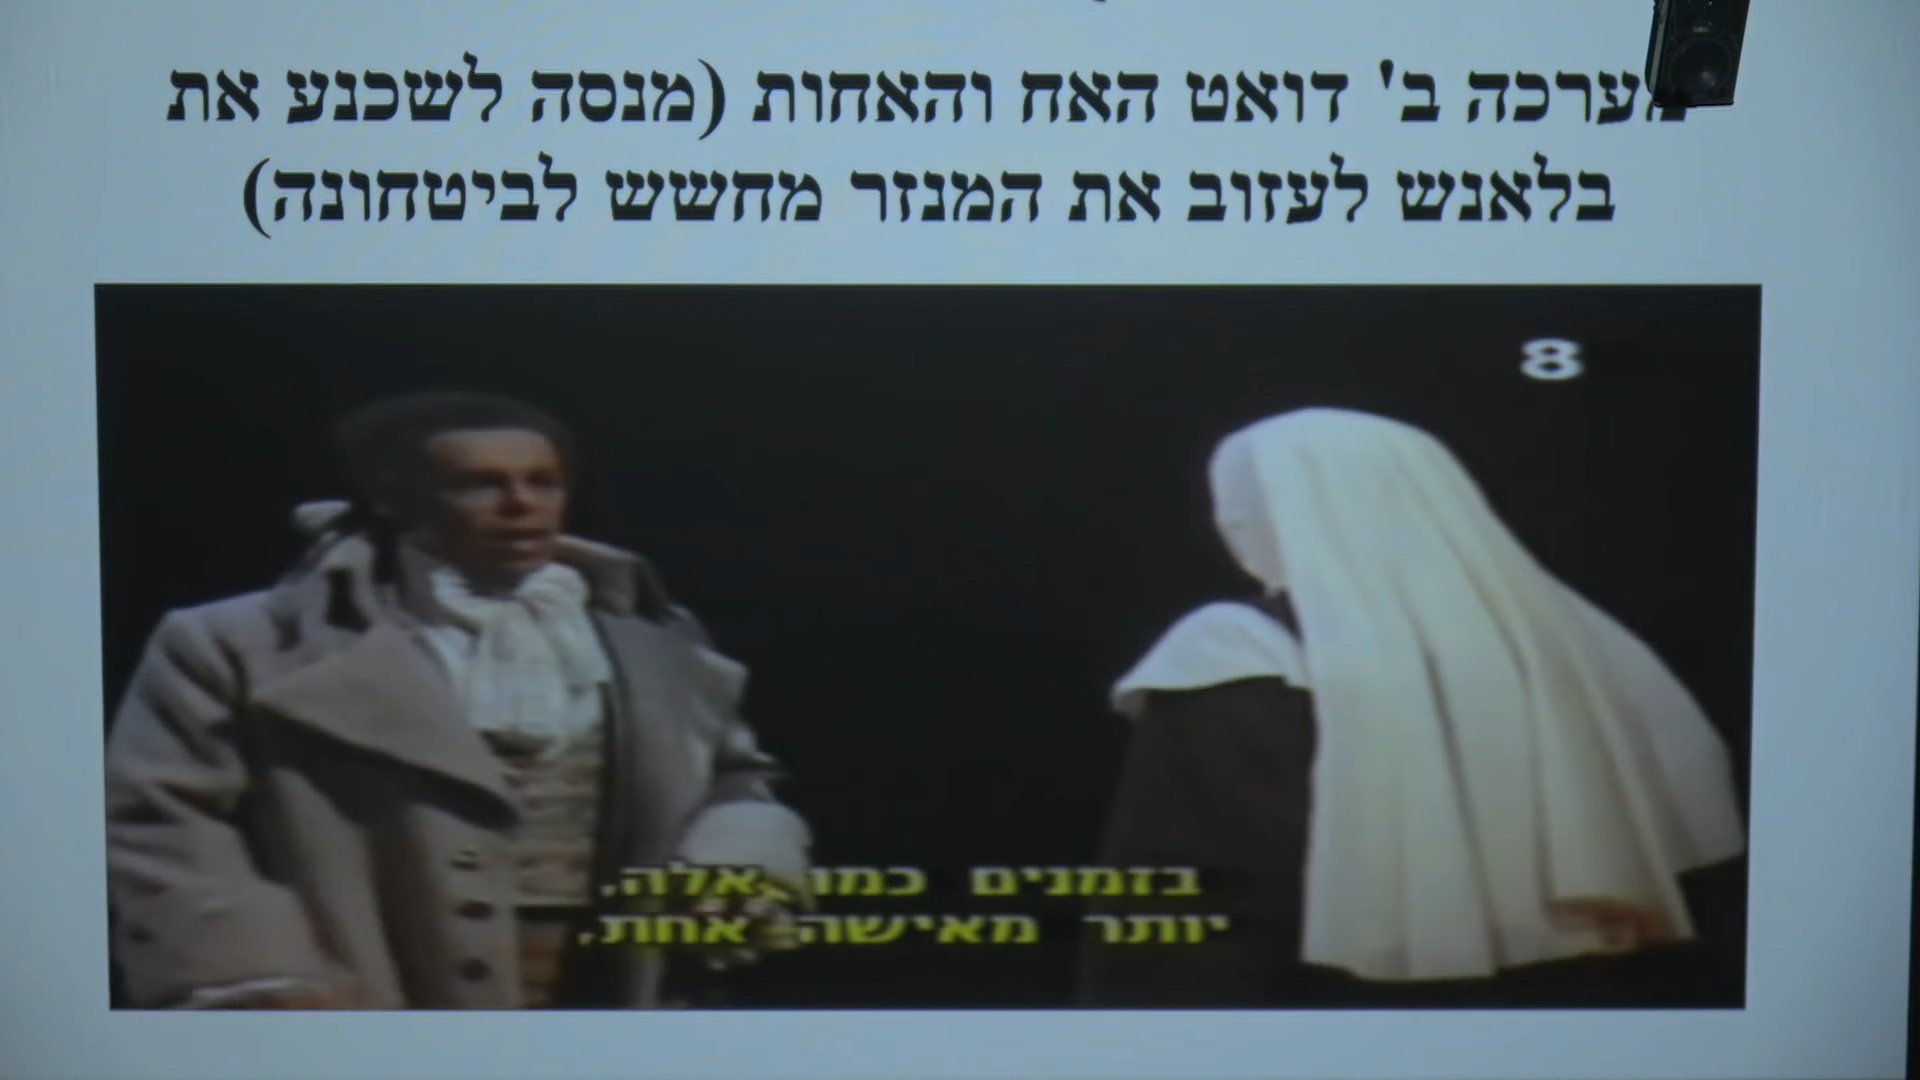 מערכה ב' דואט האח והאחות (מנסה לשכנע את
בלאנש לעזוב את המנזר מחשש לביטחונה)
8
בזמנים כמו אלה,
יותר מאישה אחת,